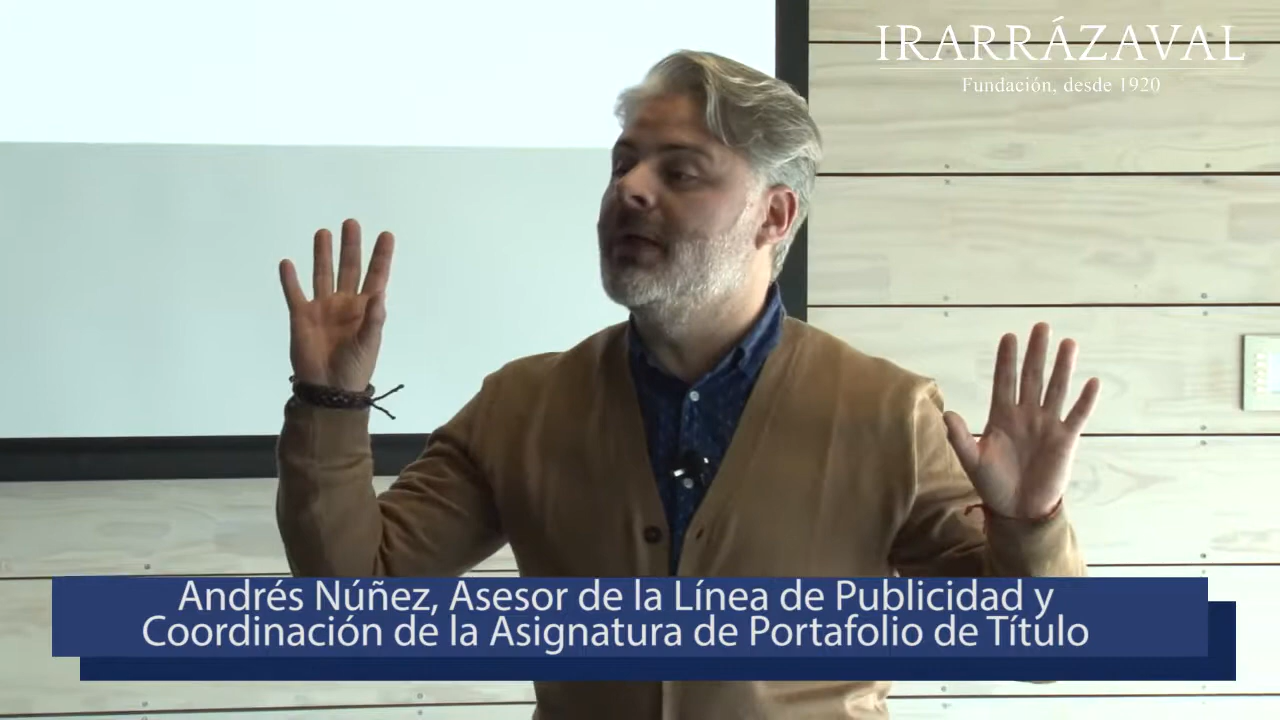 IRARRÁZAVAL
Fundación, desde 1920
Andrés Núñez, Asesor de la Línea de Publicidad y
Coordinación de la Asignatura de Portafolio de Título